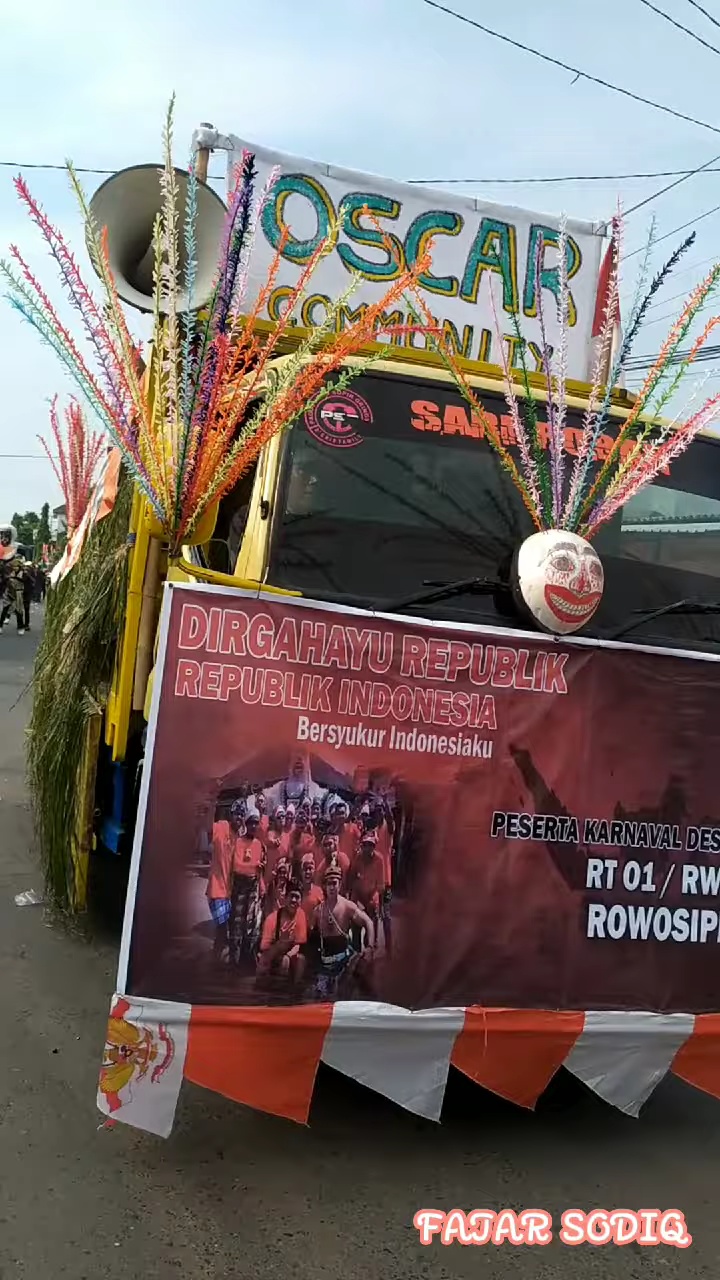 OSCAR
COMMUNITY
DIRGAHAYU REPUBLIK
REPUBLIK INDONESIA
Bersyukur Indonesiaku
PESERTA KARNAVAL DES
RT 01 / RW
ROWOSIP
FAJAR SODIQ